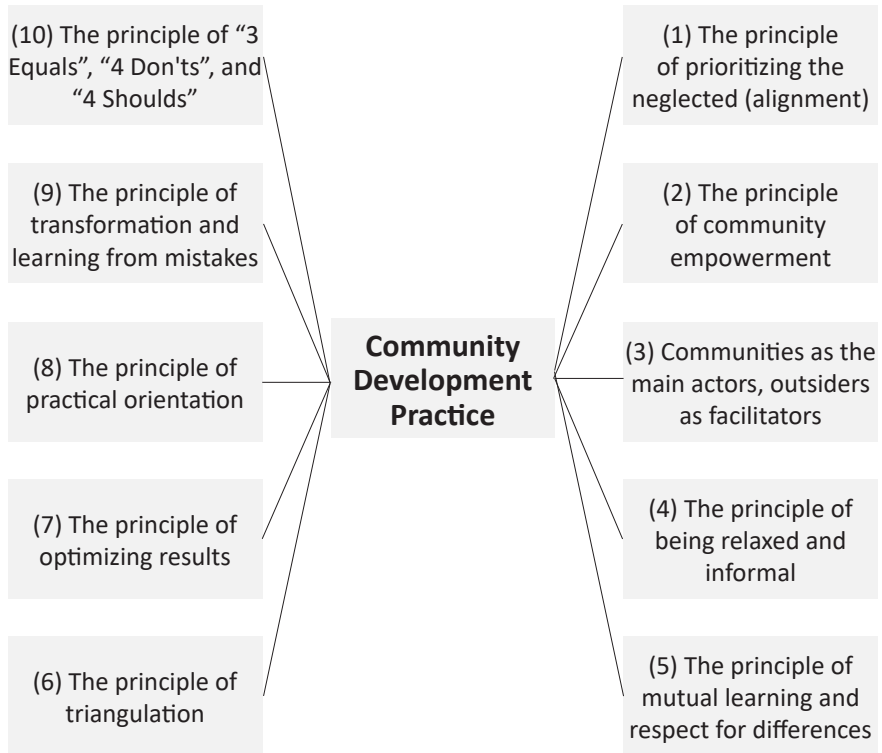 (10) The principle of “3
Equals”, “4 Don'ts”, and
“4 Shoulds”
(9) The principle of
transformation and
learning from mistakes
(8) The principle of
practical orientation
(7) The principle of
optimizing results
(6) The principle of
triangulation
Community
Development
Practice
(1) The principle
of prioritizing the
neglected (alignment)
(2) The principle
of community
empowerment
(3) Communities as the
main actors, outsiders
as facilitators
(4) The principle of
being relaxed and
informal
(5) The principle of
mutual learning and
respect for differences